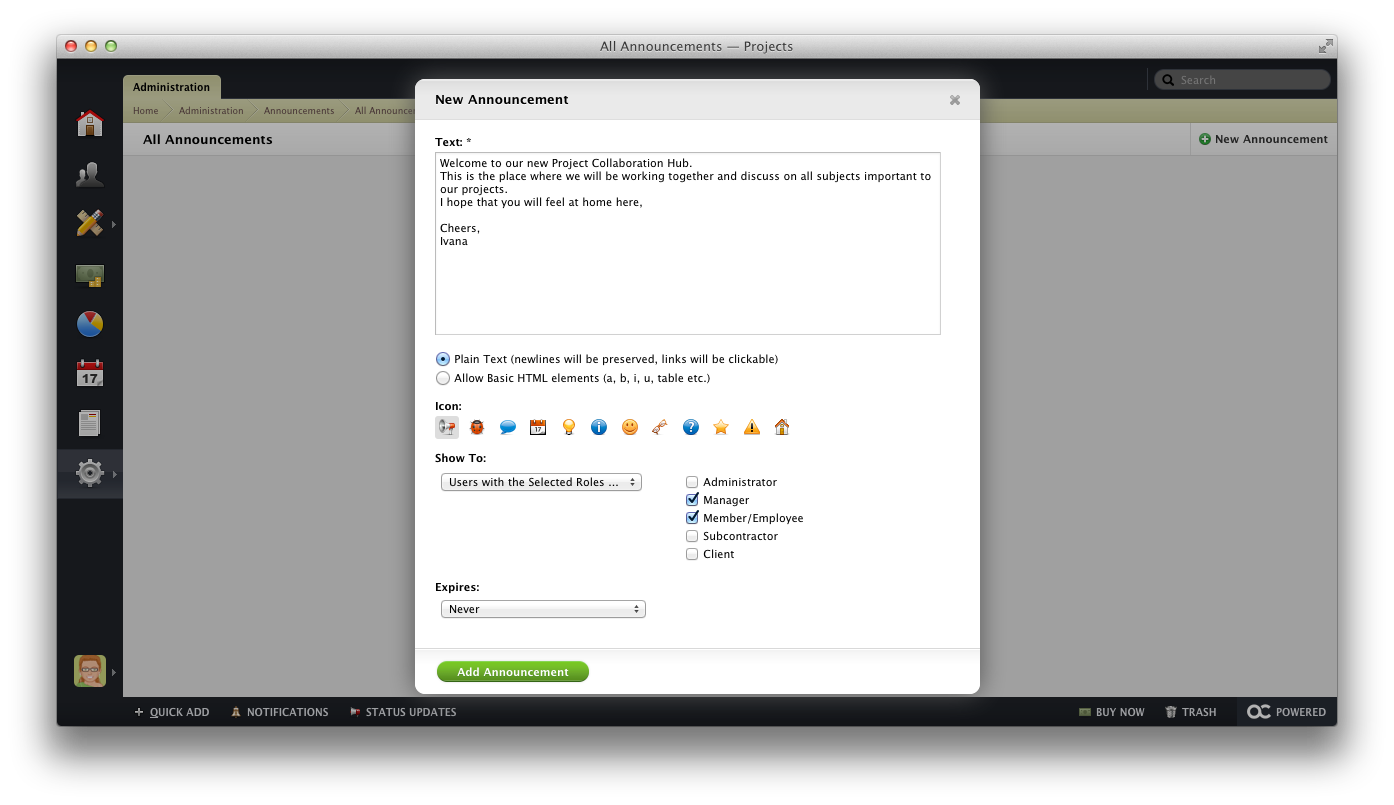 All Announcements — Projects
Administration
Search
Home Administration Announcements All Announcem
All Announcements
New Announcement
New Announcement
Text: *
Welcome to our new Project Collaboration Hub.
This is the place where we will be working together and discuss on all subjects important to
our projects.
I hope that you will feel at home here,
Cheers,
Ivana
Plain Text (newlines will be preserved, links will be clickable)
Allow Basic HTML elements (a, b, i, u, table etc.)
Icon:
17
17
Show To:
Users with the Selected Roles ...
Administrator
Manager
Member/Employee
Subcontractor
Client
Expires:
Never
Add Announcement
QUICK ADD NOTIFICATIONS STATUS UPDATES BUY NOW TRASH POWERED